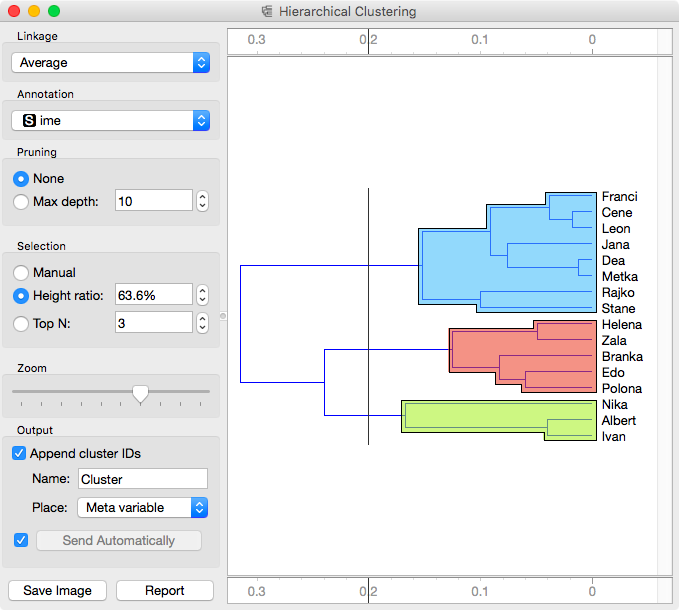 Hierarchical Clustering
Linkage
Average
Annotation
S ime
Pruning
None
Max depth: 10
Selection
Manual
Height ratio: 63.6%
Top N: 3
Zoom
Output
Append cluster IDs
Name: Cluster
Place: Meta variable
Send Automatically
Save Image Report
0.3 0.2 0.1 0
Franci
Cene
Leon
Jana
Dea
Metka
Rajko
Stane
Helena
Zala
Branka
Edo
Polona
Nika
Albert
Ivan
0.3 0.2 0.1 0